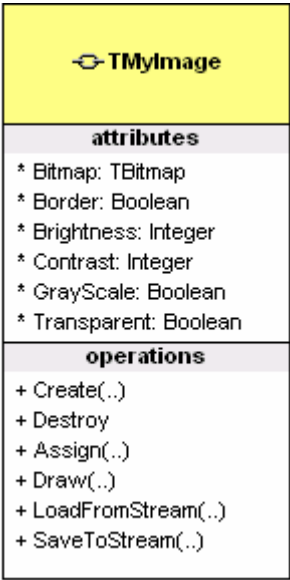 TMyImage
attributes
* Bitmap: TBitmap
* Border: Boolean
* Brightness: Integer
* Contrast: Integer
* GrayScale: Boolean
* Transparent: Boolean
operations
+ Create(..)
+ Destroy
+ Assign(..)
+ Draw(..)
+ LoadFromStream(..)
+ SaveToStream(..)